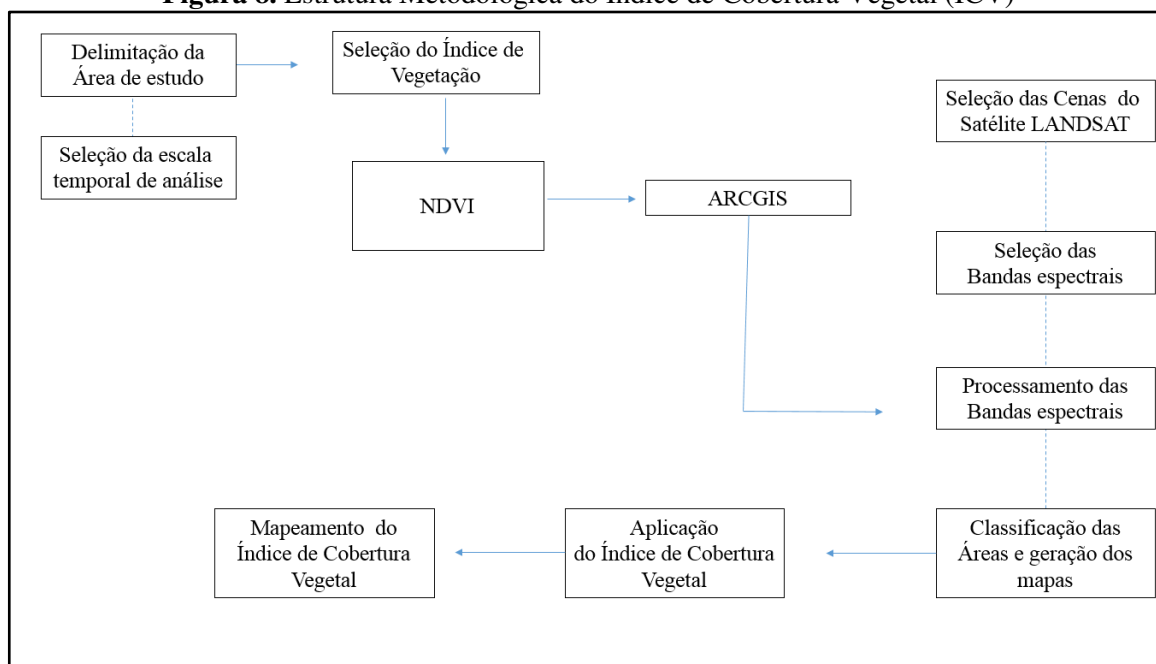 Figura 8. Estrutura Metodológica do Índice de Cobertura Vegetal (ICV)
Delimitação da
Área de estudo
Seleção do Índice de
Vegetação
Seleção das Cenas do
Satélite LANDSAT
Seleção da escala
temporal de análise
NDVI
ARCGIS
Seleção das
Bandas espectrais
Processamento das
Bandas espectrais
Mapeamento do
Índice de Cobertura
Vegetal
Aplicação
do Índice de Cobertura
Vegetal
Classificação das
Áreas e geração dos
mapas